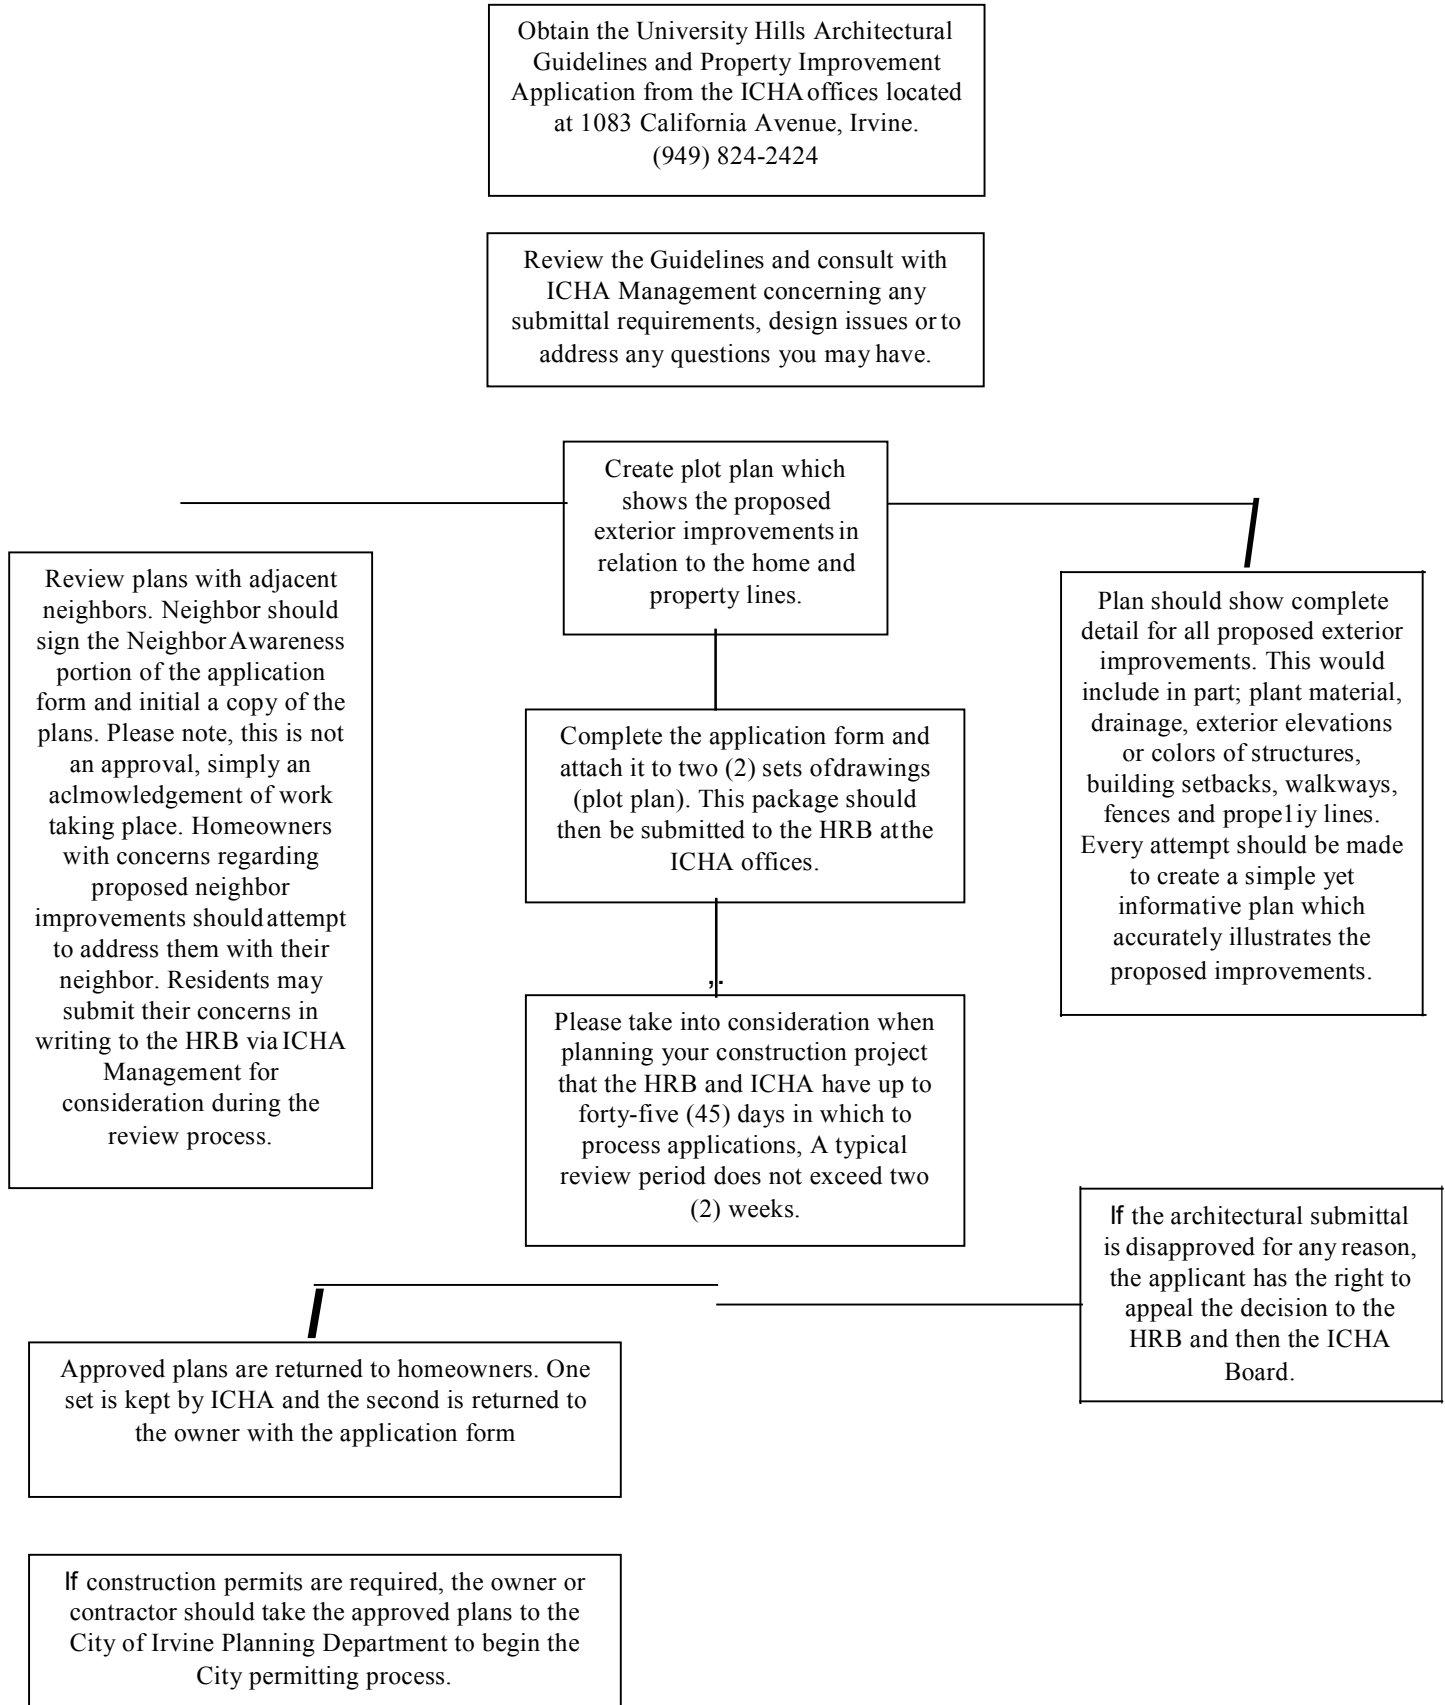 Obtain the University Hills Architectural
Guidelines and Property Improvement
Application from the ICHA offices located
at 1083 California Avenue, Irvine.
(949) 824-2424
Review the Guidelines and consult with
ICHA Management concerning any
submittal requirements, design issues or to
address any questions you may have.
Create plot plan which
shows the proposed
exterior improvements in
relation to the home and
property lines.
Review plans with adjacent
neighbors. Neighbor should
sign the Neighbor Awareness
portion of the application
form and initial a copy of the
plans. Please note, this is not
an approval, simply an
aclmowledgement of work
taking place. Homeowners
with concerns regarding
proposed neighbor
improvements should attempt
to address them with their
neighbor. Residents may
submit their concerns in
writing to the HRB via ICHA
Management for
consideration during the
review process.
Complete the application form and
attach it to two (2) sets of drawings
(plot plan). This package should
then be submitted to the HRB at the
ICHA offices.
Plan should show complete
detail for all proposed exterior
improvements. This would
include in part; plant material,
drainage, exterior elevations
or colors of structures,
building setbacks, walkways,
fences and propeliy lines.
Every attempt should be made
to create a simple yet
informative plan which
accurately illustrates the
proposed improvements.
,.
Please take into consideration when
planning your construction project
that the HRB and ICHA have up to
forty-five (45) days in which to
process applications, A typical
review period does not exceed two
(2) weeks.
If the architectural submittal
is disapproved for any reason,
the applicant has the right to
appeal the decision to the
HRB and then the ICHA
Board.
Approved plans are returned to homeowners. One
set is kept by ICHA and the second is returned to
the owner with the application form
If construction permits are required, the owner or
contractor should take the approved plans to the
City of Irvine Planning Department to begin the
City permitting process.